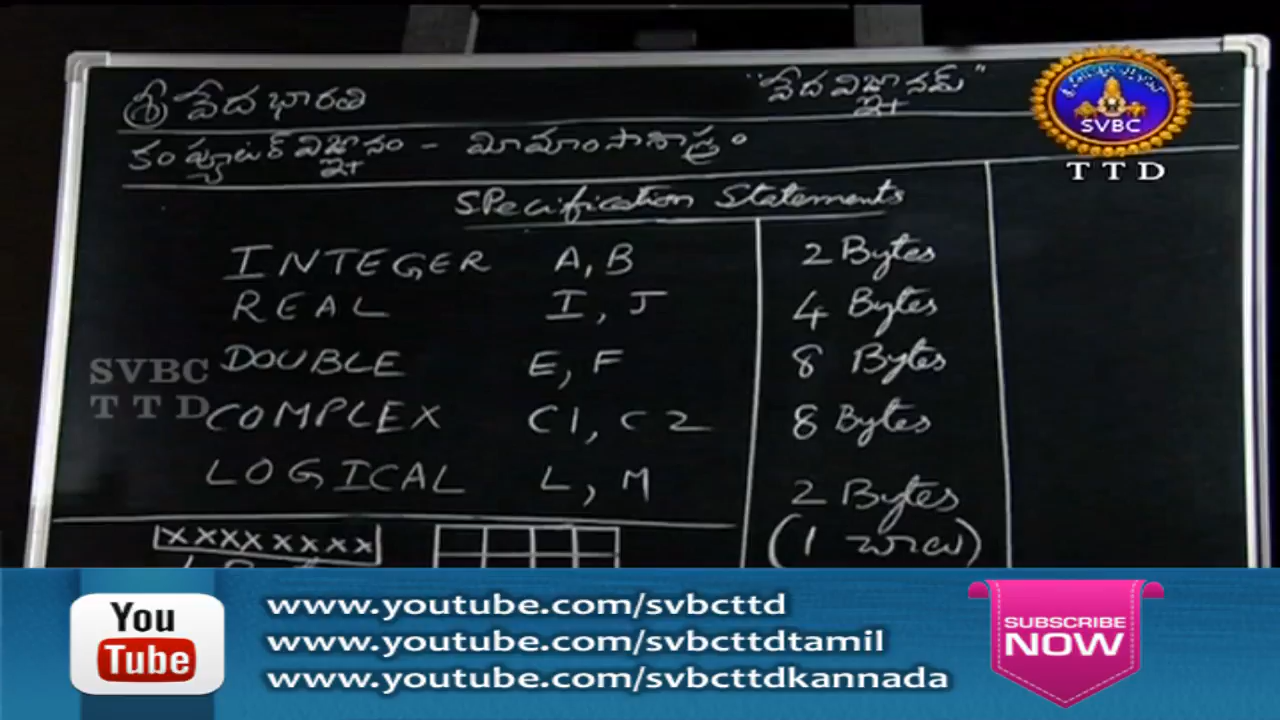 శ్రీ వేద భారతి
"వేద విజ్ఞానమ్"
కంప్యూటర్ విజ్ఞానం - మీమాంసాశాస్త్రం
SVBC
T T D
Specification Statements
INTEGER A, B 2 Bytes
REAL I, J 4 Bytes
DOUBLE E, F 8 Bytes
COMPLEX C1, C2 8 Bytes
LOGICAL L, M 2 Bytes
(1 చాలు)
XXXXXXXX
SVBC
T T D
You
Tube
www.youtube.com/svbcttd
www.youtube.com/svbcttdtamil
www.youtube.com/svbcttdkannada
SUBSCRIBE
NOW